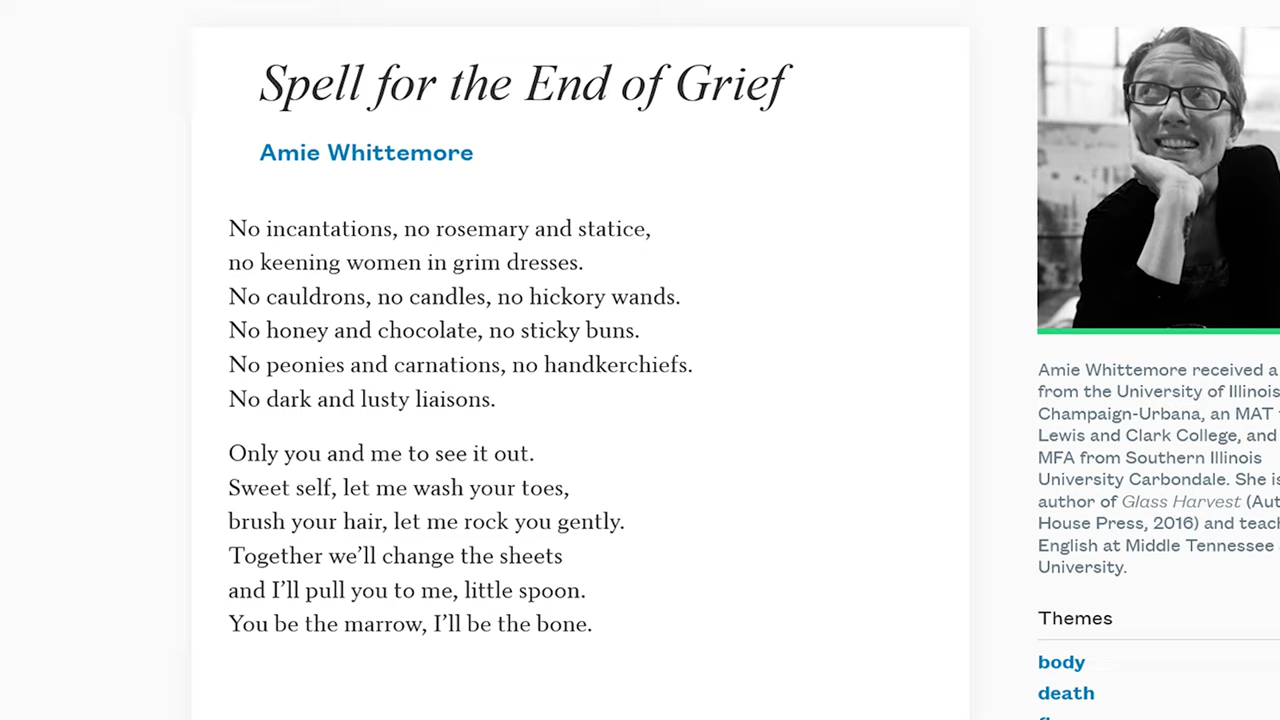 Spell for the End of Grief
Amie Whittemore
No incantations, no rosemary and statice,
no keening women in grim dresses.
No cauldrons, no candles, no hickory wands.
No honey and chocolate, no sticky buns.
No peonies and carnations, no handkerchiefs.
No dark and lusty liaisons.
Only you and me to see it out.
Sweet self, let me wash your toes,
brush your hair, let me rock you gently.
Together we’ll change the sheets
and I’ll pull you to me, little spoon.
You be the marrow, I’ll be the bone.
Amie Whittemore received a
from the University of Illinois
Champaign-Urbana, an MAT
Lewis and Clark College, and
MFA from Southern Illinois
University Carbondale. She is
author of Glass Harvest (Aut
House Press, 2016) and teac
English at Middle Tennessee
University.
Themes
body
death